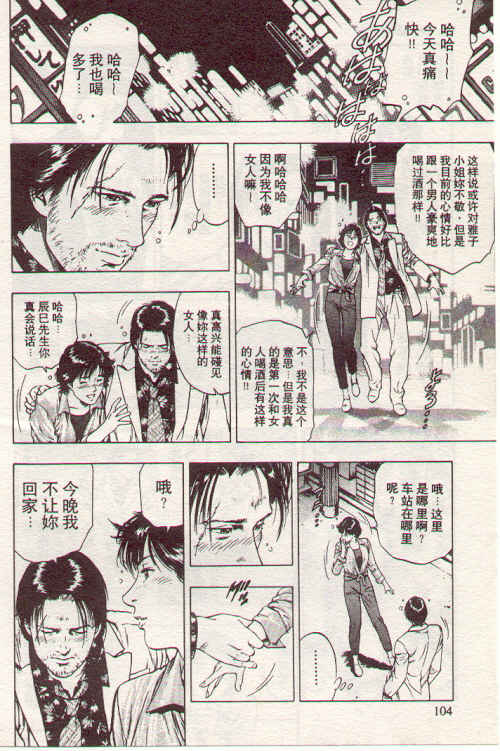 哈哈～～
今天真痛
快!!
哈哈～
我也喝
多了…
ははははは…
这样说或许对雅子
小姐妳不敬，但是
我目前的心情好比
跟一个男人豪爽地
喝过酒那样!!
啊哈哈哈
因为我不像
女人嘛～
………
不，我不是这个
意思…但是我真
的是第一次和女
人喝酒后有这样
的心情!!
真高兴能碰见
像妳这样的
女人…
哈哈…
辰巳先生你
真会说话…
哦…这里
是哪里啊？
车站在哪里
呢？
……
哦？
今晚我
不让妳
回家…
104